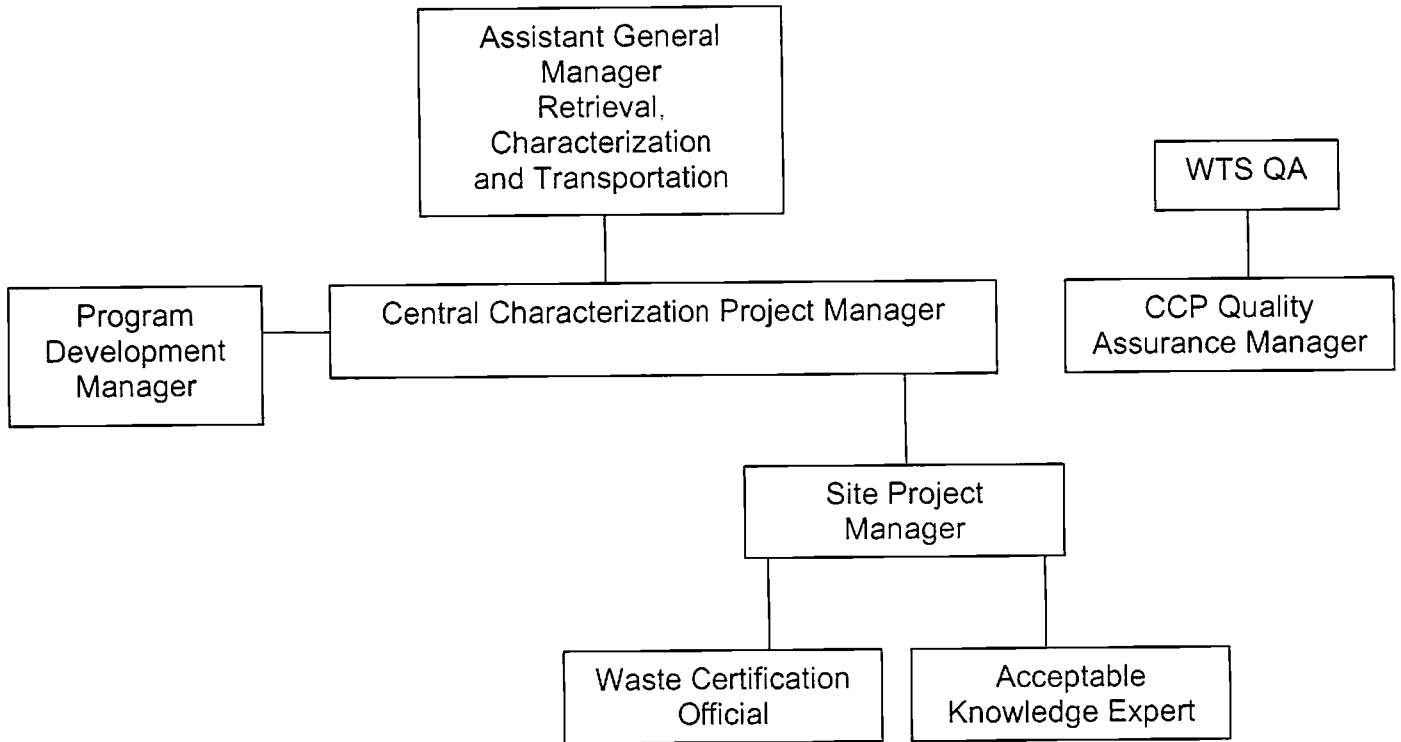 Assistant General
Manager
Retrieval,
Characterization
and Transportation
WTS QA
Program
Development
Manager
Central Characterization Project Manager
CCP Quality
Assurance Manager
Site Project
Manager
Waste Certification
Official
Acceptable
Knowledge Expert